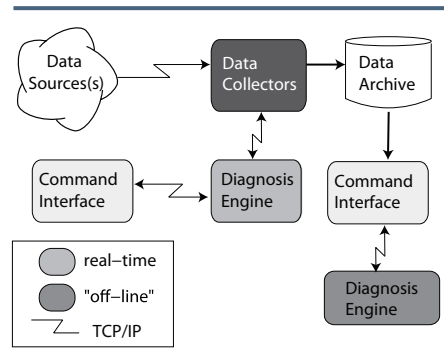 Data
Sources(s)
Data
Collectors
Data
Archive
Command
Interface
Diagnosis
Engine
Command
Interface
real–time
"off–line"
TCP/IP
Diagnosis
Engine